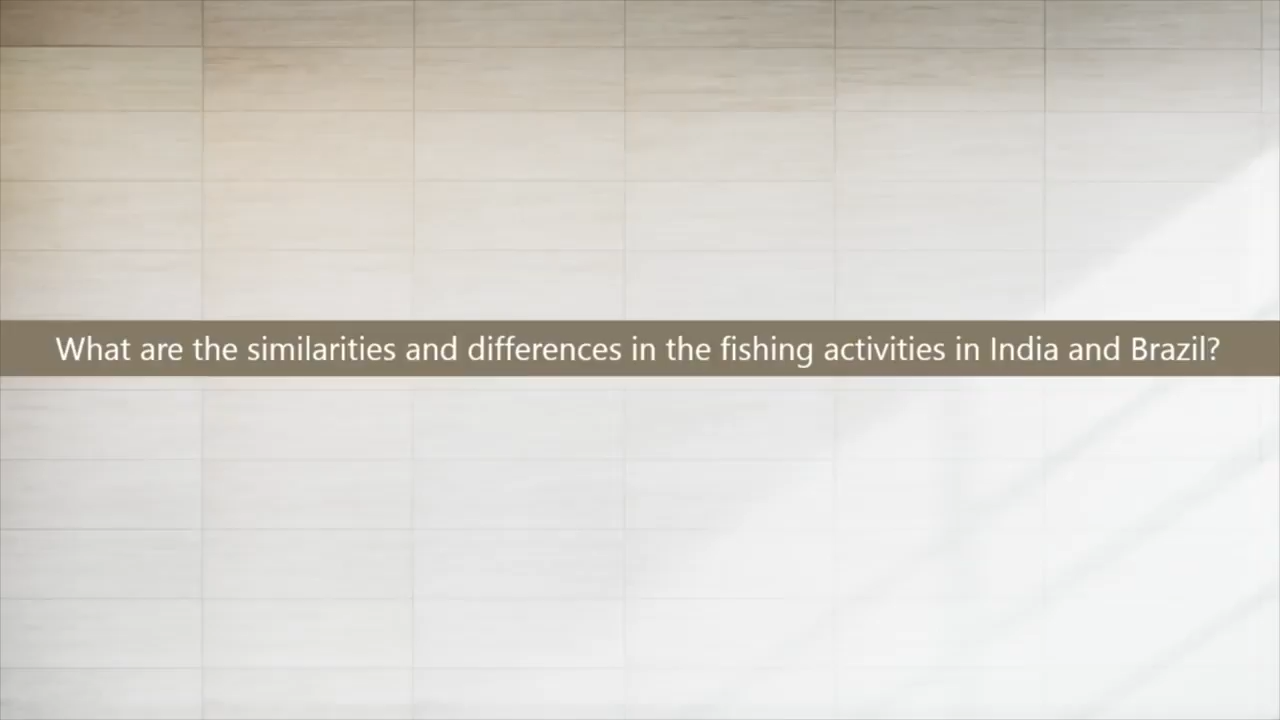 What are the similarities and differences in the fishing activities in India and Brazil?